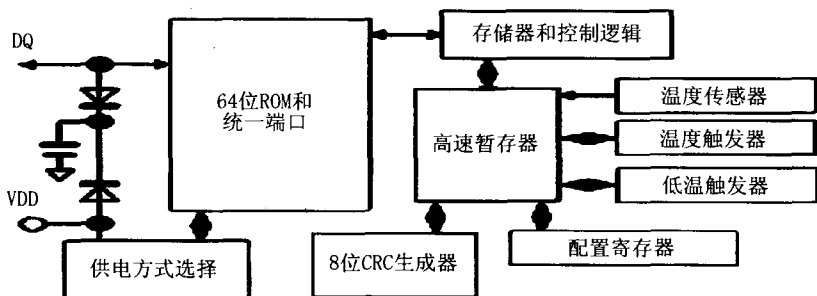 DQ
64位ROM和
统一端口
存储器和控制逻辑
高速暂存器
温度传感器
温度触发器
低温触发器
VDD
供电方式选择
8位CRC生成器
配置寄存器